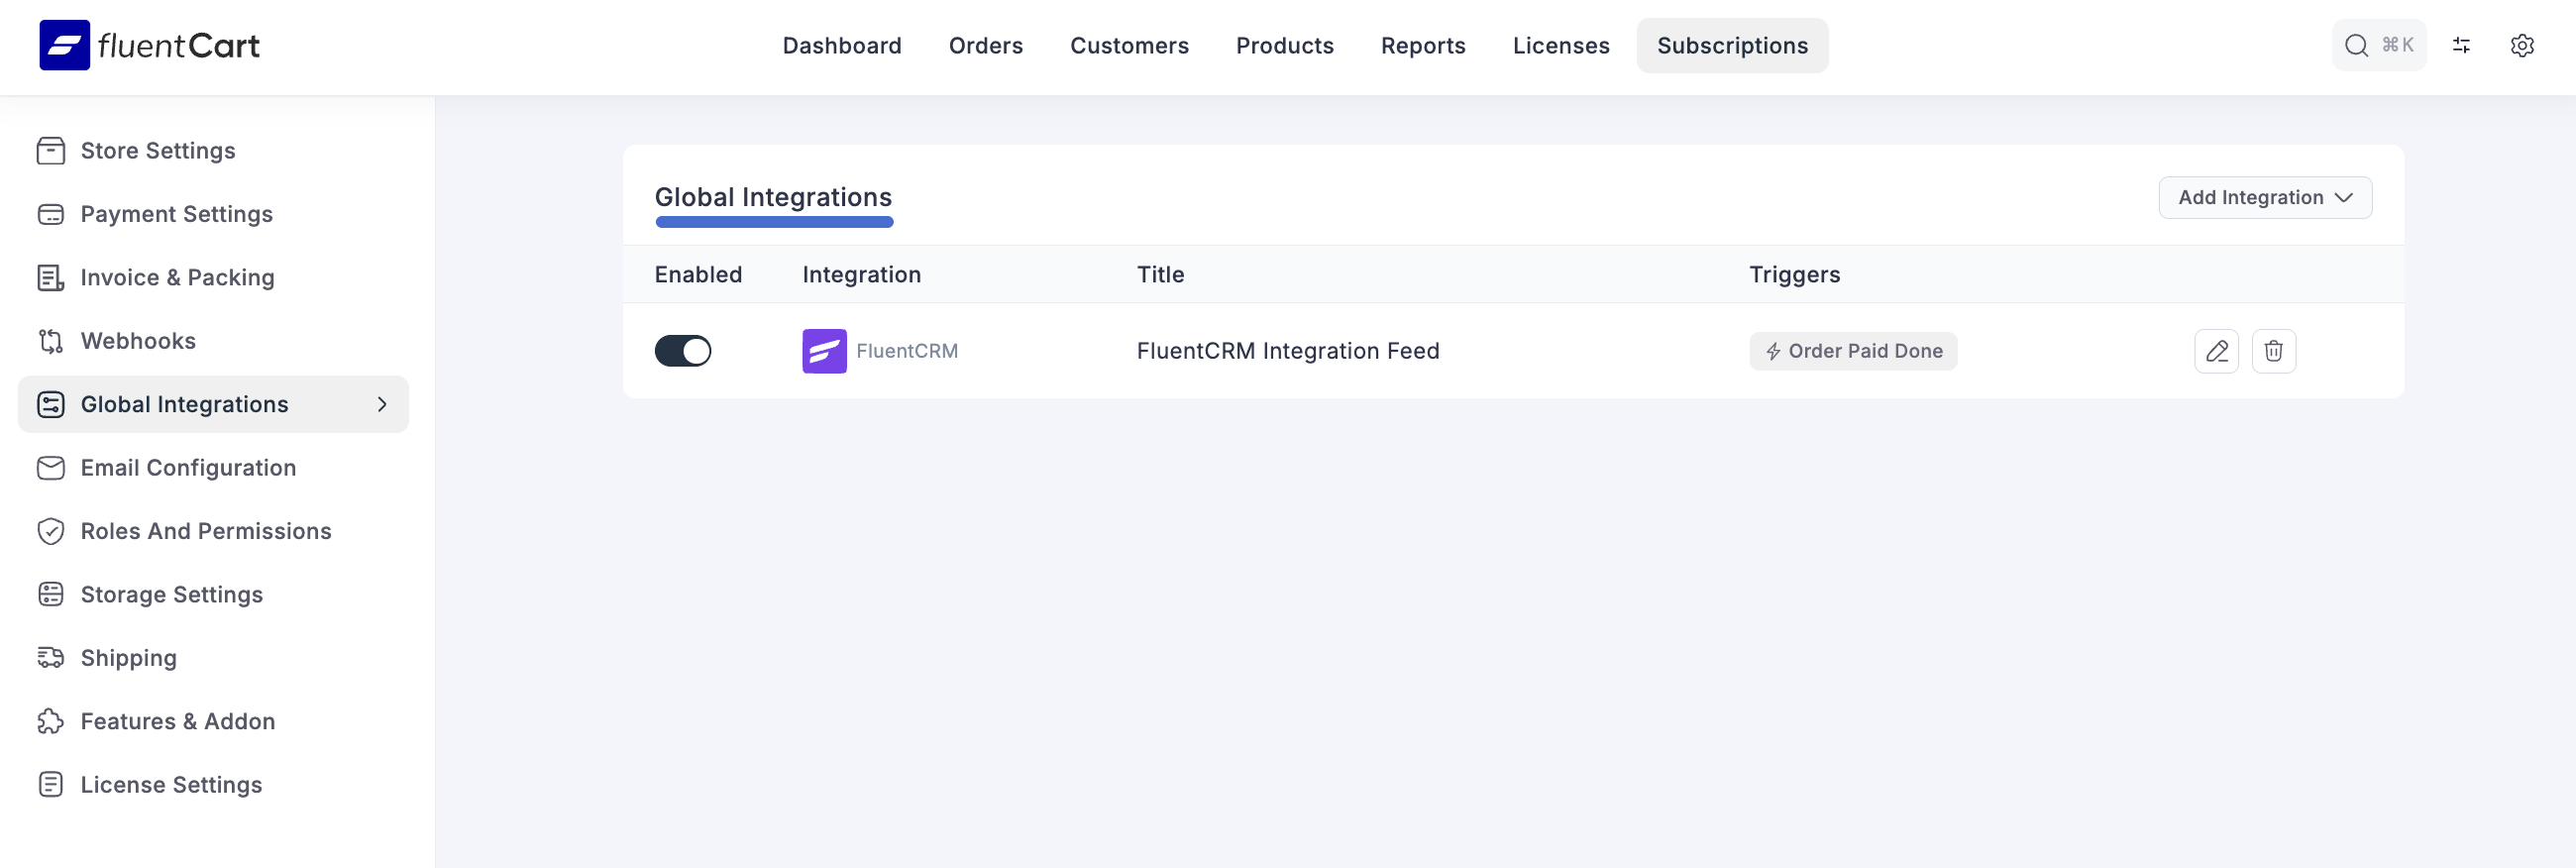 fluentCart
Dashboard
Orders
Customers
Products
Reports
Licenses
Subscriptions
⌘K
Store Settings
Payment Settings
Invoice & Packing
Webhooks
Global Integrations
Email Configuration
Roles And Permissions
Storage Settings
Shipping
Features & Addon
License Settings
Global Integrations
Add Integration
Enabled Integration Title Triggers
FluentCRM FluentCRM Integration Feed Order Paid Done